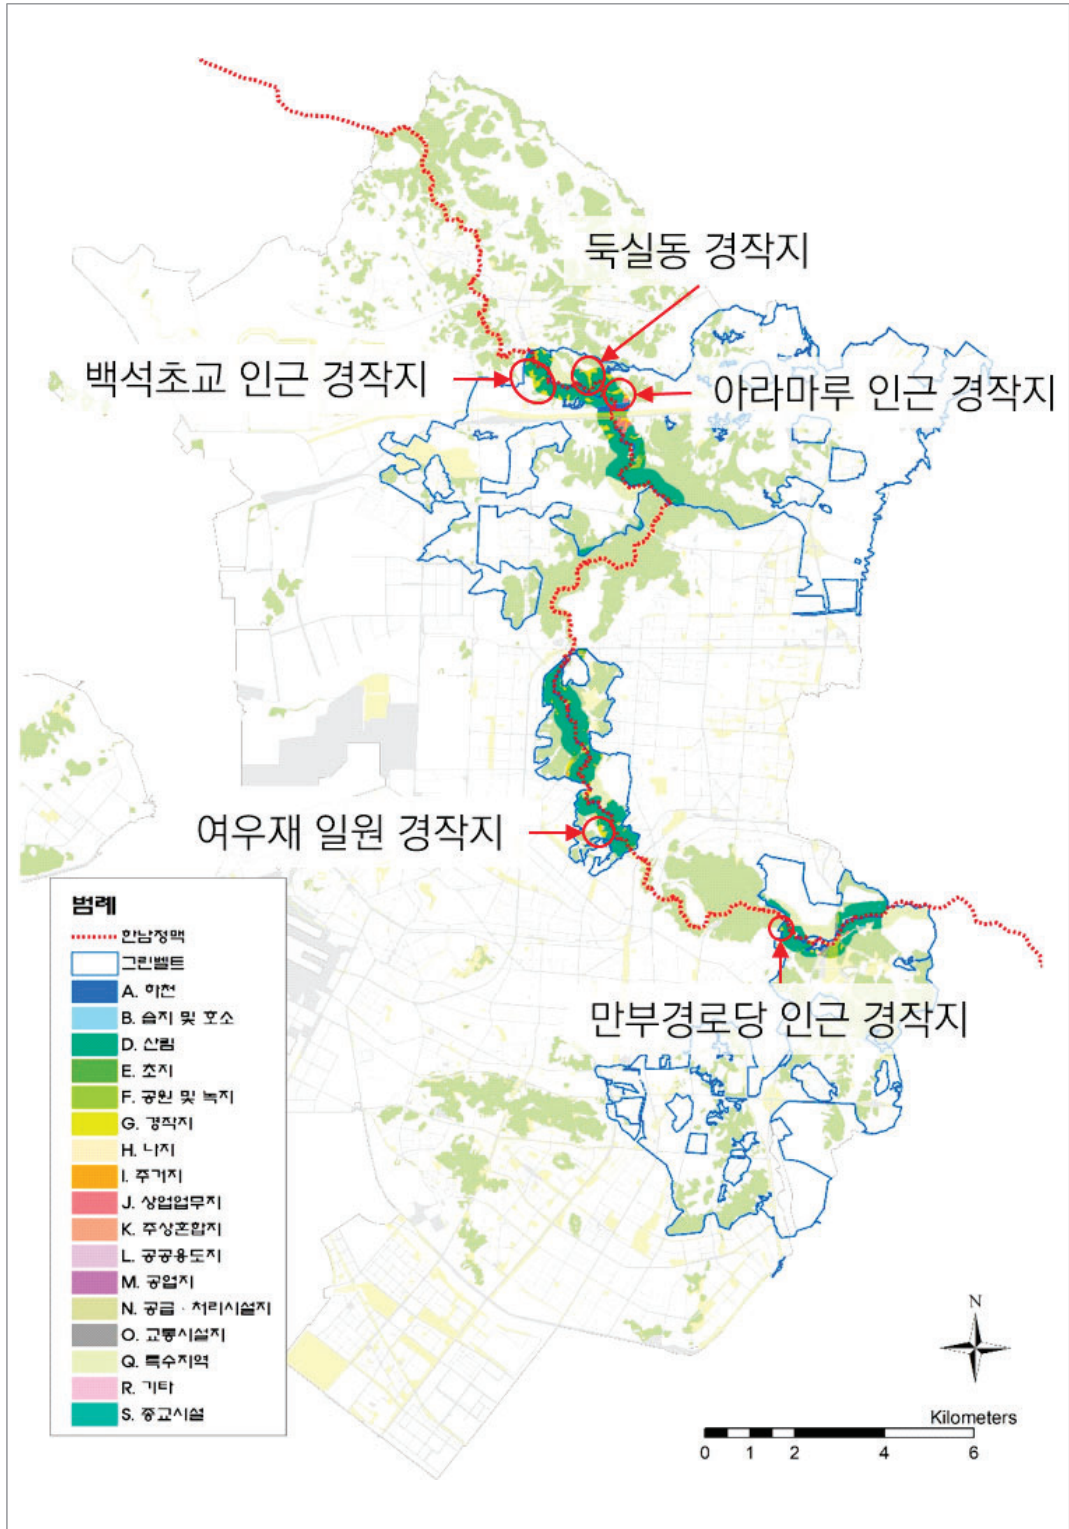 둑실동 경작지
백석초교 인근 경작지
아라마루 인근 경작지
여우재 일원 경작지
만부경로당 인근 경작지
범례
한남정맥
그린벨트
A. 하천
B. 습지 및 호소
D. 산림
E. 초지
F. 공원 및 녹지
G. 경작지
H. 나지
I. 주거지
J. 상업업무지
K. 주상혼합지
L. 공공용도지
M. 공업지
N. 공급·처리시설지
O. 교통시설지
Q. 특수지역
R. 기타
S. 종교시설
N
Kilometers
0 1 2 4 6